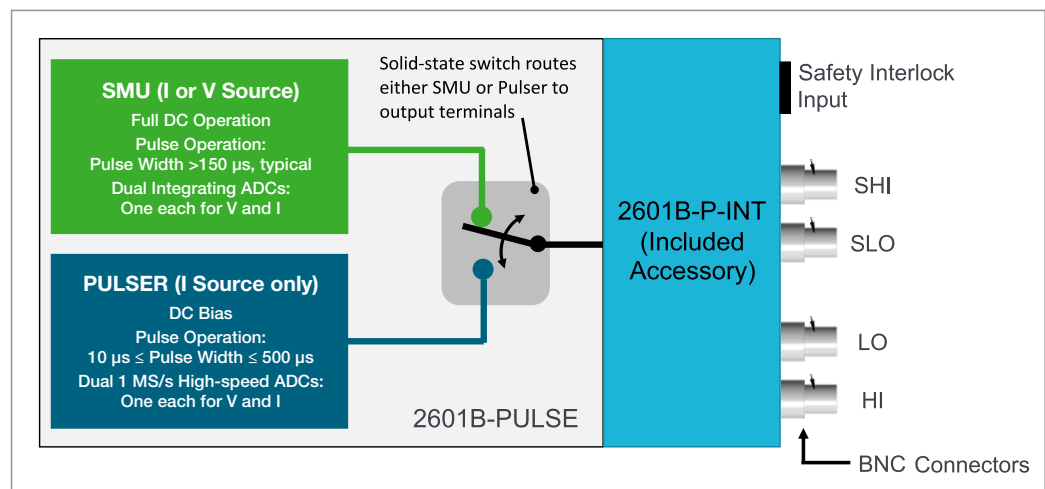 SMU (I or V Source)
Full DC Operation
Pulse Operation:
Pulse Width >150 µs, typical
Dual Integrating ADCs:
One each for V and I
PULSER (I Source only)
DC Bias
Pulse Operation:
10 µs ≤ Pulse Width ≤ 500 µs
Dual 1 MS/s High-speed ADCs:
One each for V and I
Solid-state switch routes
either SMU or Pulser to
output terminals
2601B-PULSE
2601B-P-INT
(Included
Accessory)
Safety Interlock
Input
SHI
SLO
LO
HI
BNC Connectors